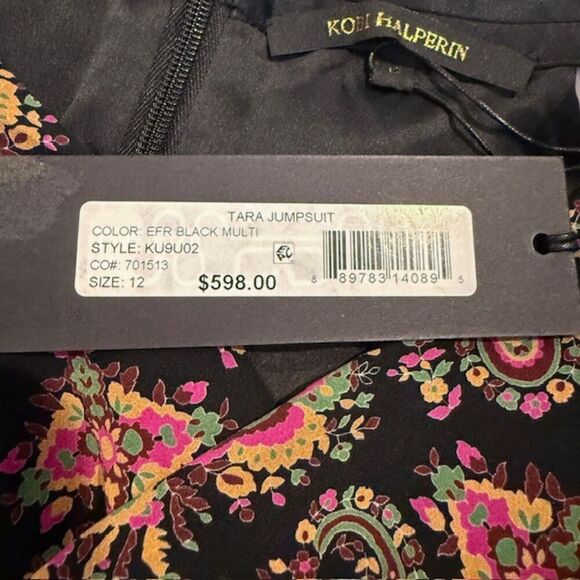 KOBI HALPERIN
12
TARA JUMPSUIT
COLOR: EFR BLACK MULTI
STYLE: KU9U02
CO#: 701513
SIZE: 12
$598.00
8 89783 14089 5